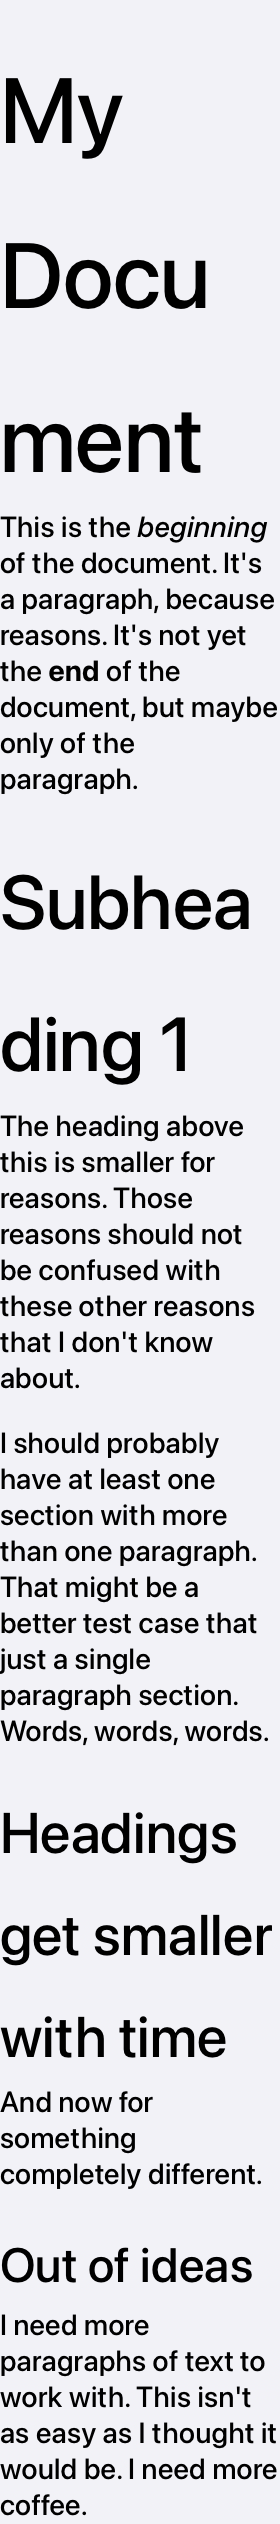 My
Docu
ment
This is the beginning
of the document. It's
a paragraph, because
reasons. It's not yet
the end of the
document, but maybe
only of the
paragraph.
Subhea
ding 1
The heading above
this is smaller for
reasons. Those
reasons should not
be confused with
these other reasons
that I don't know
about.
I should probably
have at least one
section with more
than one paragraph.
That might be a
better test case that
just a single
paragraph section.
Words, words, words.
Headings
get smaller
with time
And now for
something
completely different.
Out of ideas
I need more
paragraphs of text to
work with. This isn't
as easy as I thought it
would be. I need more
coffee.